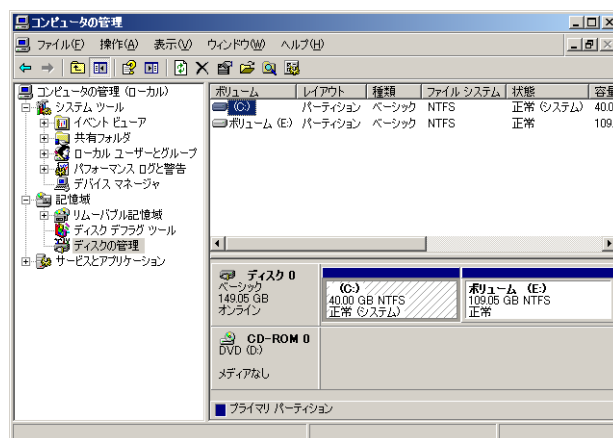 コンピュータの管理
ファイル(F) 操作(A) 表示(V) ウィンドウ(W) ヘルプ(H)
コンピュータの管理 (ローカル)
システム ツール
イベント ビューア
共有フォルダ
ローカル ユーザーとグループ
パフォーマンス ログと警告
デバイス マネージャ
記憶域
リムーバブル記憶域
ディスク デフラグ ツール
ディスクの管理
サービスとアプリケーション
ボリューム レイアウト 種類 ファイル システム 状態 容量
(C:) パーティション ベーシック NTFS 正常 (システム) 40.0
ボリューム (E:) パーティション ベーシック NTFS 正常 109.
ディスク 0
ベーシック
149.05 GB
オンライン
(C:)
40.00 GB NTFS
正常 (システム)
ボリューム (E:)
109.05 GB NTFS
正常
CD-ROM 0
DVD (D:)
メディアなし
プライマリ パーティション